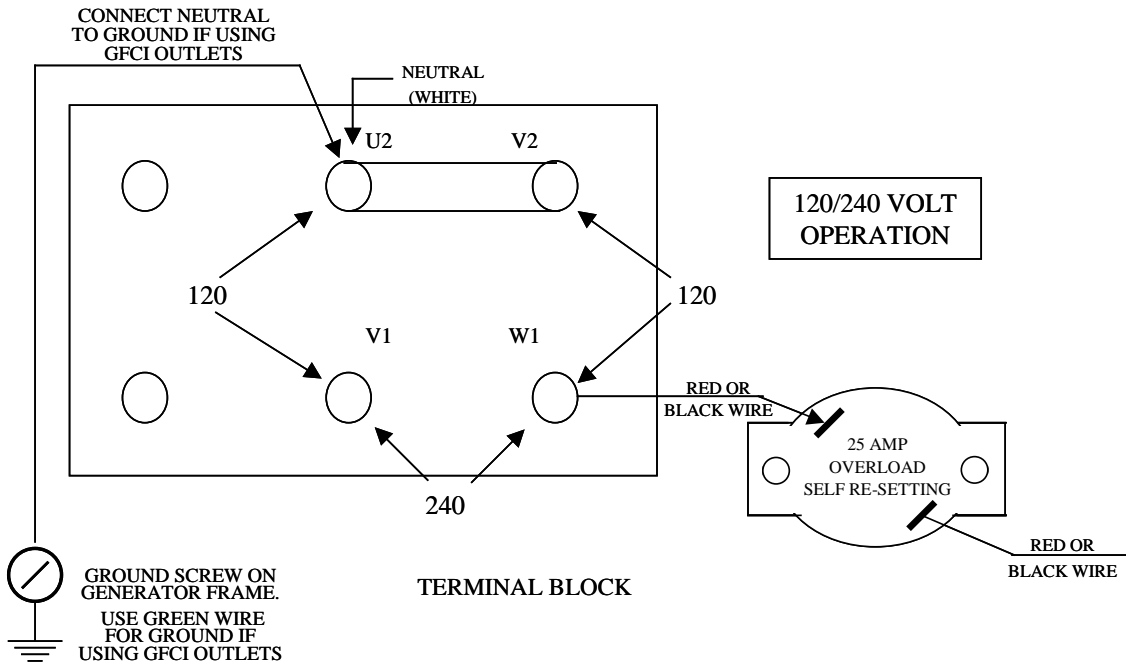 CONNECT NEUTRAL
TO GROUND IF USING
GFCI OUTLETS
NEUTRAL
(WHITE)
U2
V2
120/240 VOLT
OPERATION
120
120
V1
W1
RED OR
BLACK WIRE
25 AMP
OVERLOAD
SELF RE-SETTING
240
RED OR
BLACK WIRE
GROUND SCREW ON
GENERATOR FRAME.
USE GREEN WIRE
FOR GROUND IF
USING GFCI OUTLETS
TERMINAL BLOCK